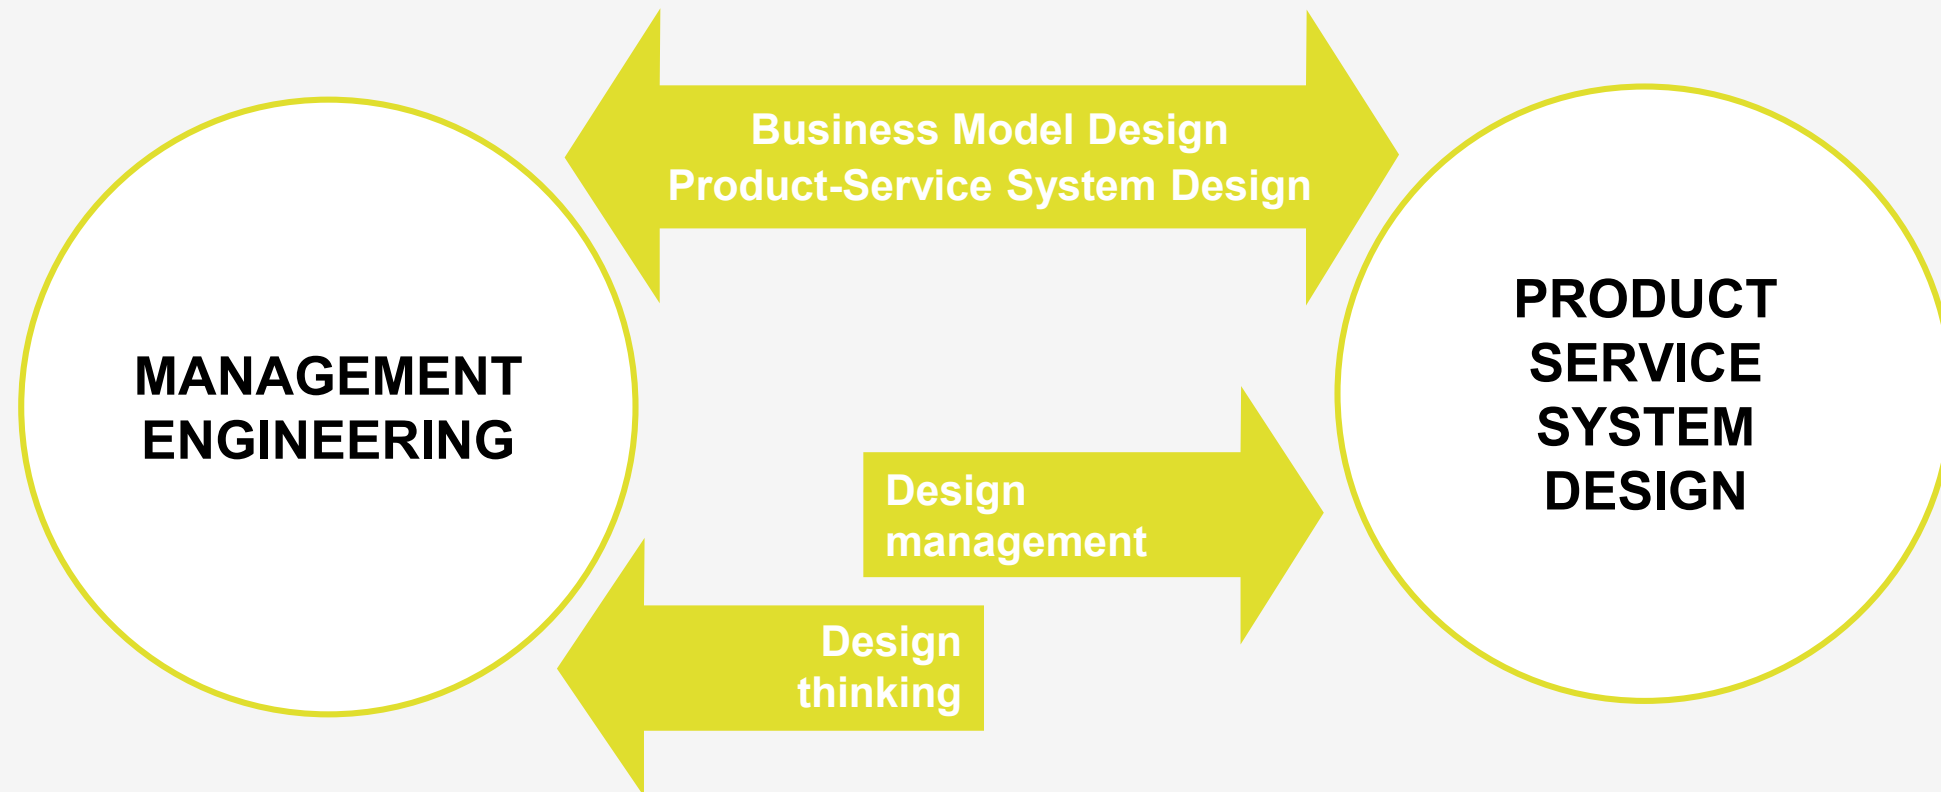 Business Model Design
Product-Service System Design
MANAGEMENT
ENGINEERING
PRODUCT
SERVICE
SYSTEM
DESIGN
Design
management
Design
thinking